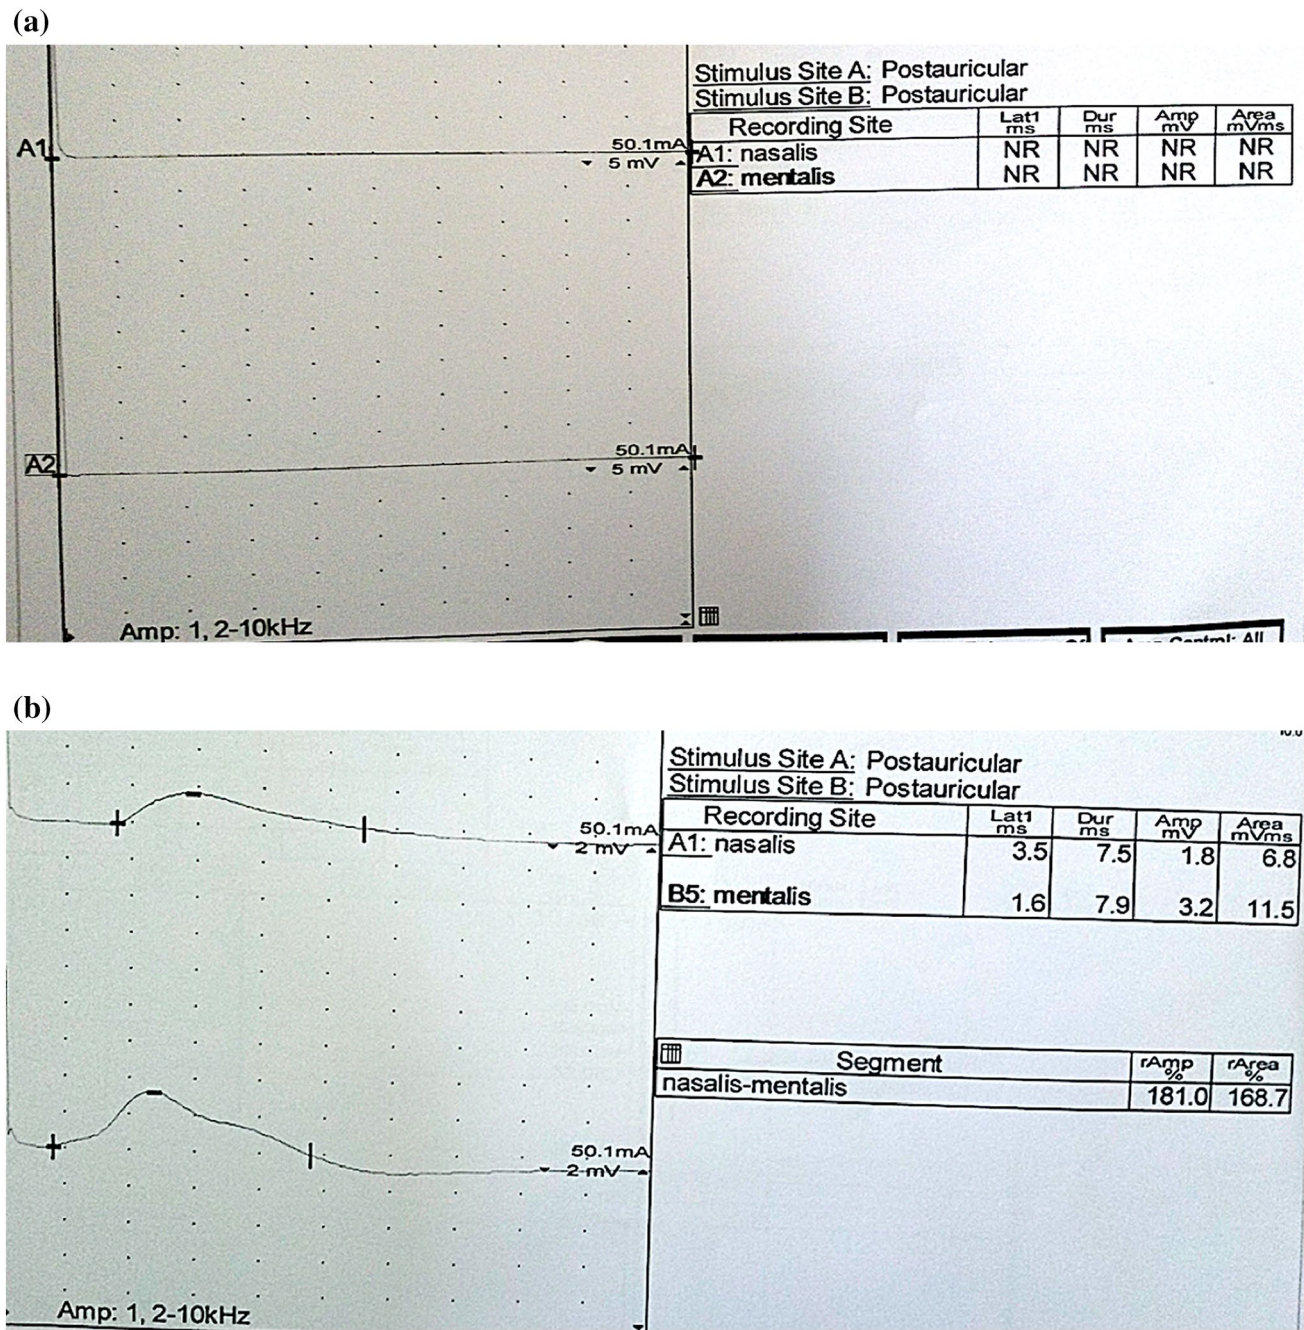 (a)
Stimulus Site A: Postauricular
Stimulus Site B: Postauricular
Recording Site Lat1 ms Dur ms Amp mV Area mVms
A1: nasalis NR NR NR NR
A2: mentalis NR NR NR NR
A1
50.1mA
5 mV
A2
50.1mA
5 mV
Amp: 1, 2-10kHz
Control: All
(b)
10.0
Stimulus Site A: Postauricular
Stimulus Site B: Postauricular
Recording Site Lat1 ms Dur ms Amp mV Area mVms
A1: nasalis 3.5 7.5 1.8 6.8
B5: mentalis 1.6 7.9 3.2 11.5
50.1mA
2 mV
Segment rAmp % rArea %
nasalis-mentalis 181.0 168.7
50.1mA
2 mV
Amp: 1, 2-10kHz